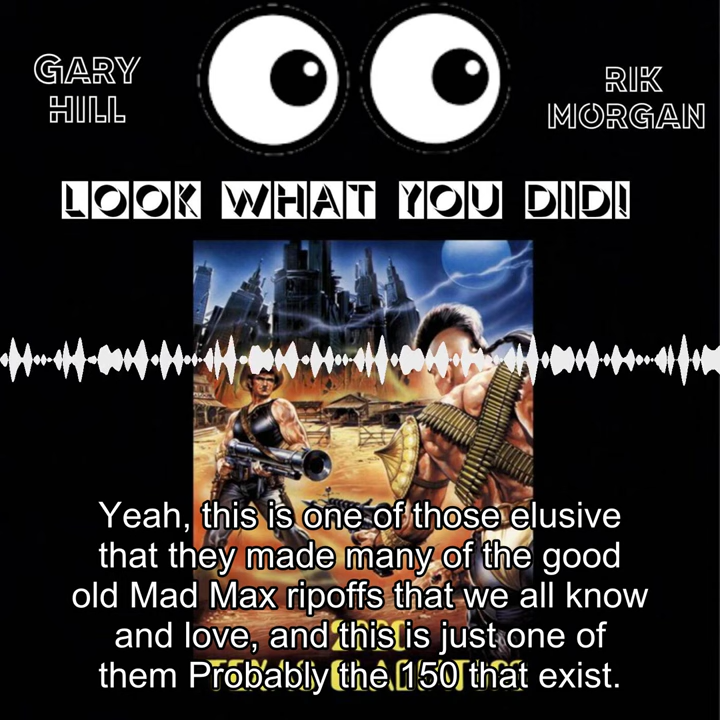 GARY
HILL
RIK
MORGAN
LOOK WHAT YOU DID!
Yeah, this is one of those elusive
that they made many of the good
old Mad Max ripoffs that we all know
and love, and this is just one of
them Probably the 150 that exist.